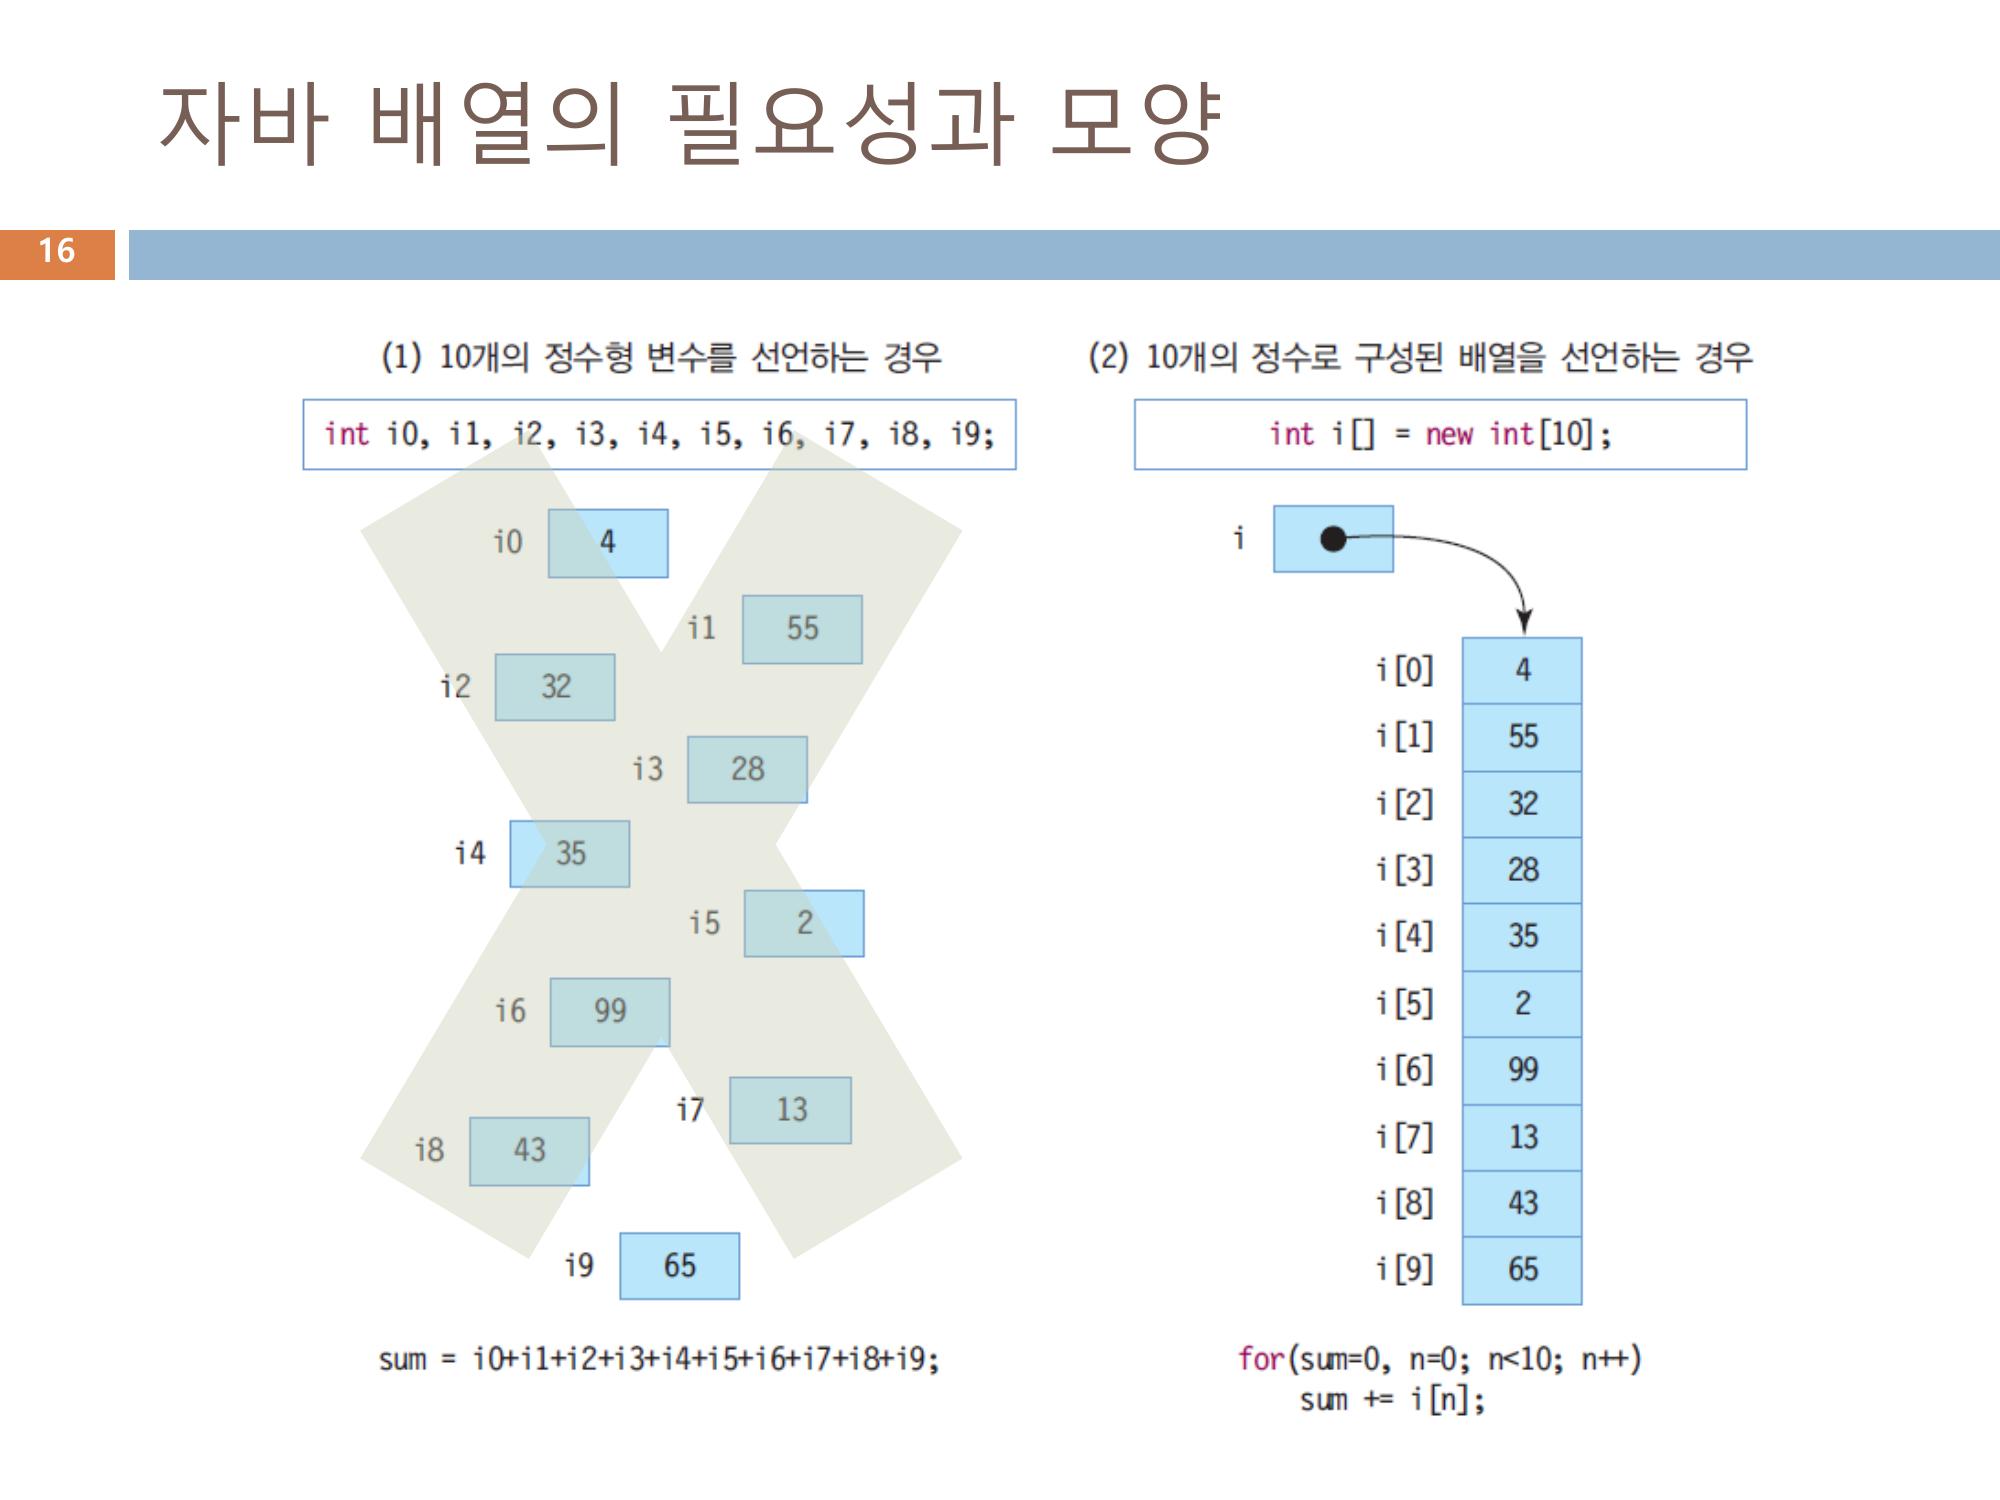 자바 배열의 필요성과 모양
16
(1) 10개의 정수형 변수를 선언하는 경우
int i0, i1, i2, i3, i4, i5, i6, i7, i8, i9;
i0 4
i1 55
i2 32
i3 28
i4 35
i5 2
i6 99
i7 13
i8 43
i9 65
sum = i0+i1+i2+i3+i4+i5+i6+i7+i8+i9;
(2) 10개의 정수로 구성된 배열을 선언하는 경우
int i[] = new int[10];
i
i[0] 4
i[1] 55
i[2] 32
i[3] 28
i[4] 35
i[5] 2
i[6] 99
i[7] 13
i[8] 43
i[9] 65
for(sum=0, n=0; n<10; n++)
sum += i[n];